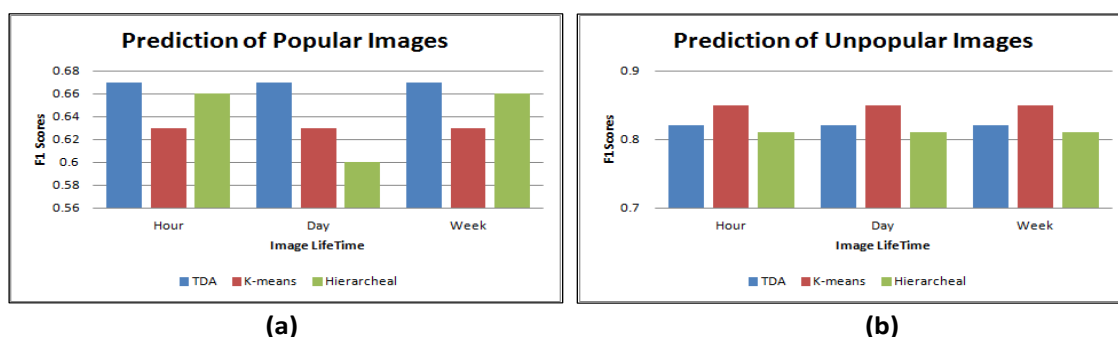 Prediction of Popular Images
0.68
0.66
0.64
0.62
0.6
0.58
0.56
F1 Scores
Hour Day Week
Image LifeTime
TDA K-means Hierarcheal
(a)
Prediction of Unpopular Images
0.9
0.8
0.7
F1Scores
Hour Day Week
Image LifeTime
TDA K-means Hierarcheal
(b)